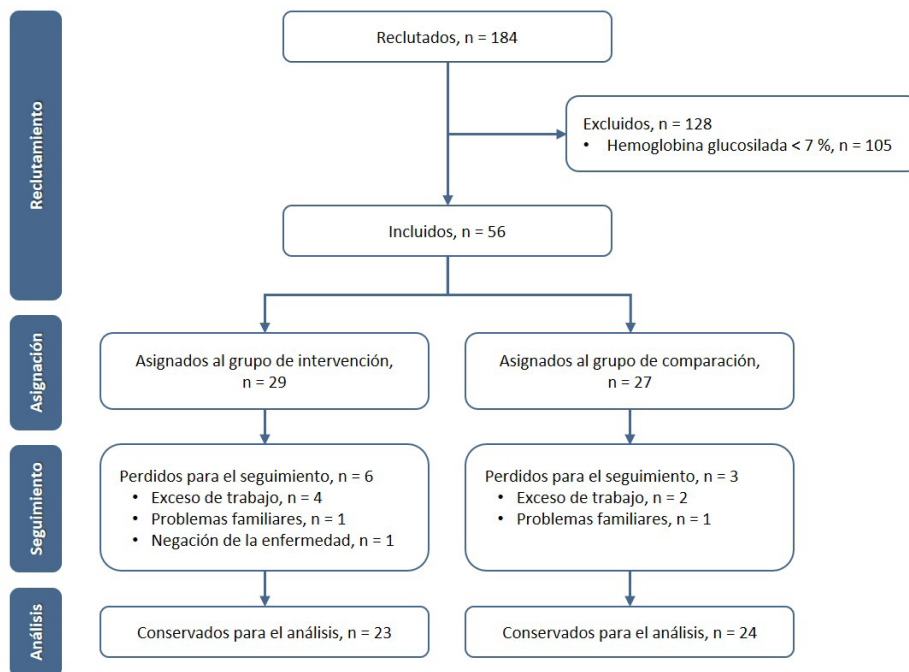 Reclutamiento
Reclutados, n = 184
Excluidos, n = 128
• Hemoglobina glucosilada < 7 %, n = 105
Incluidos, n = 56
Asignación
Asignados al grupo de intervención,
n = 29
Asignados al grupo de comparación,
n = 27
Seguimiento
Perdidos para el seguimiento, n = 6
• Exceso de trabajo, n = 4
• Problemas familiares, n = 1
• Negación de la enfermedad, n = 1
Perdidos para el seguimiento, n = 3
• Exceso de trabajo, n = 2
• Problemas familiares, n = 1
Análisis
Conservados para el análisis, n = 23
Conservados para el análisis, n = 24